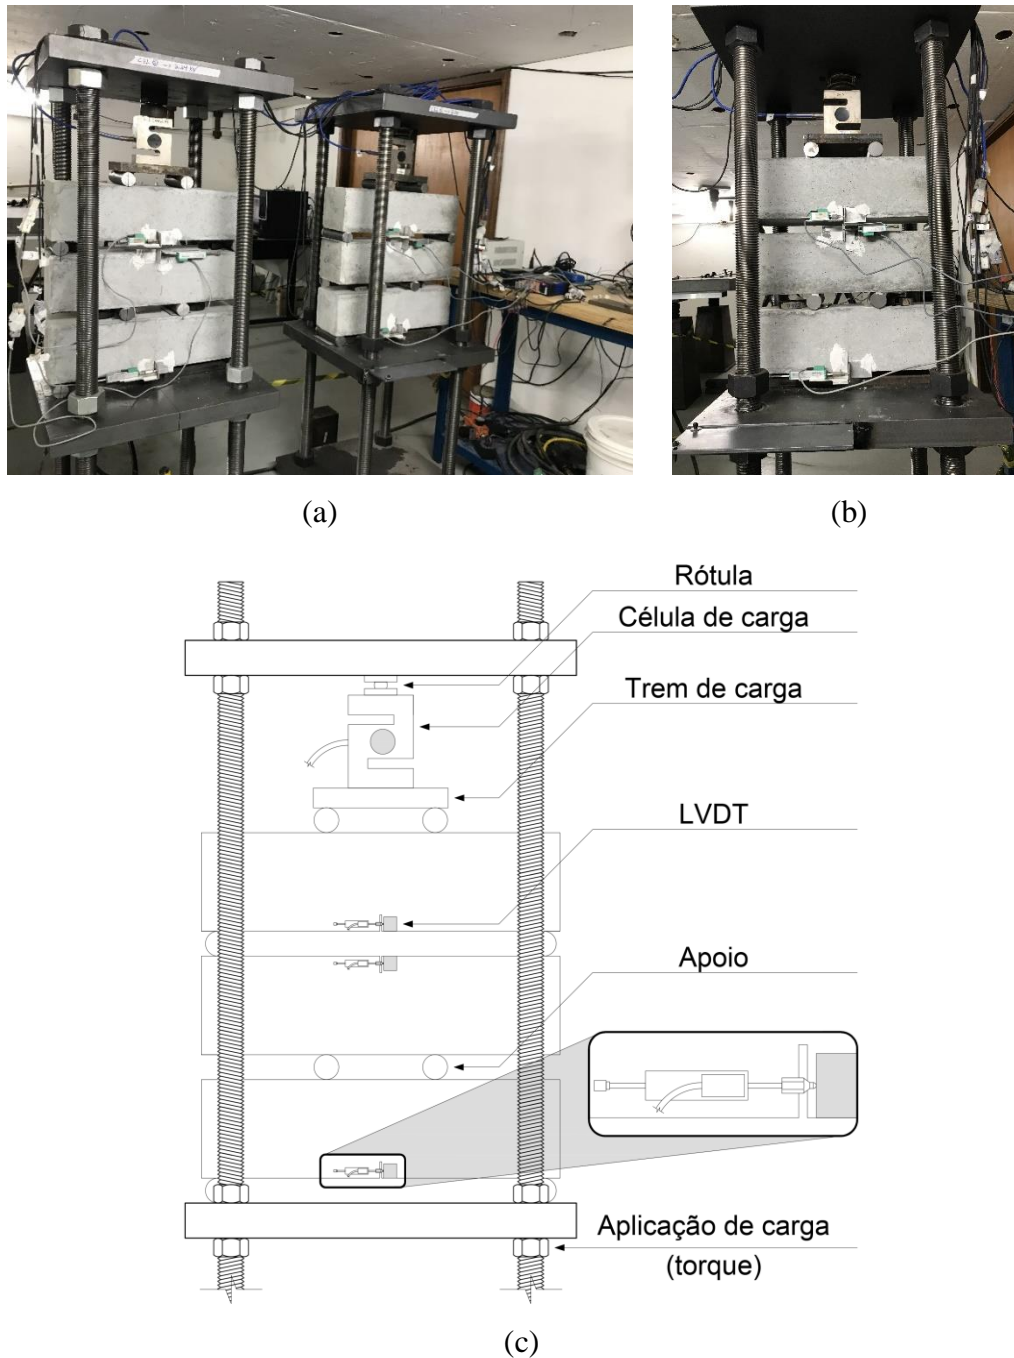 (a)
(b)
Rótula
Célula de carga
Trem de carga
LVDT
Apoio
Aplicação de carga
(torque)
(c)